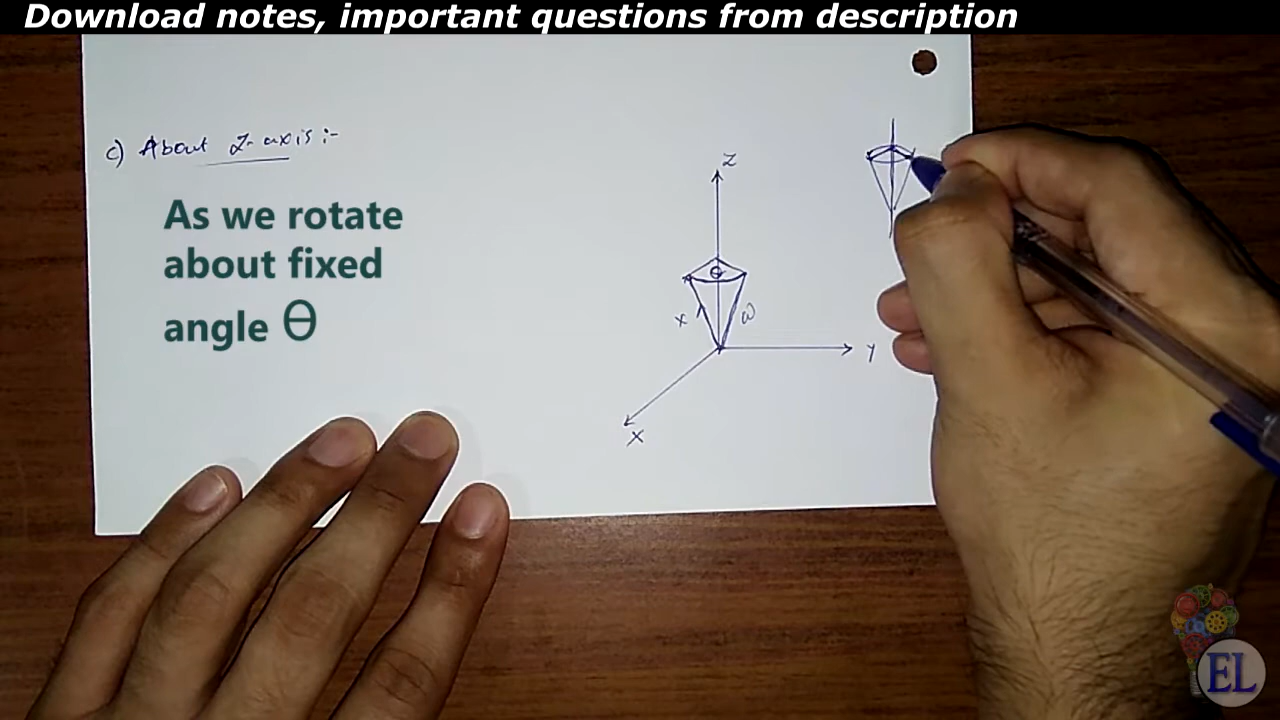 Download notes, important questions from description
c) About Z-axis :-
As we rotate
about fixed
angle Θ
Z
Θ
x
ω
Y
X
EL